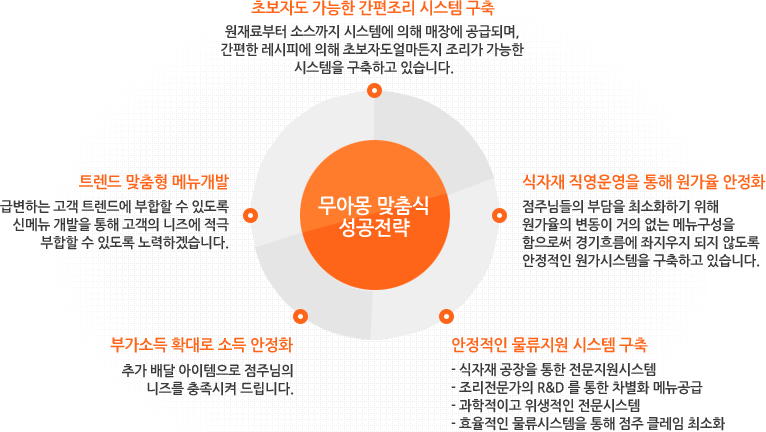 초보자도 가능한 간편조리 시스템 구축
원재료부터 소스까지 시스템에 의해 매장에 공급되며,
간편한 레시피에 의해 초보자도얼마든지 조리가 가능한
시스템을 구축하고 있습니다.
트렌드 맞춤형 메뉴개발
급변하는 고객 트렌드에 부합할 수 있도록
신메뉴 개발을 통해 고객의 니즈에 적극
부합할 수 있도록 노력하겠습니다.
무아몽 맞춤식
성공전략
식자재 직영운영을 통해 원가율 안정화
점주님들의 부담을 최소화하기 위해
원가율의 변동이 거의 없는 메뉴구성을
함으로써 경기흐름에 좌지우지 되지 않도록
안정적인 원가시스템을 구축하고 있습니다.
부가소득 확대로 소득 안정화
추가 배달 아이템으로 점주님의
니즈를 충족시켜 드립니다.
안정적인 물류지원 시스템 구축
- 식자재 공장을 통한 전문지원시스템
- 조리전문가의 R&D 를 통한 차별화 메뉴공급
- 과학적이고 위생적인 전문시스템
- 효율적인 물류시스템을 통해 점주 클레임 최소화